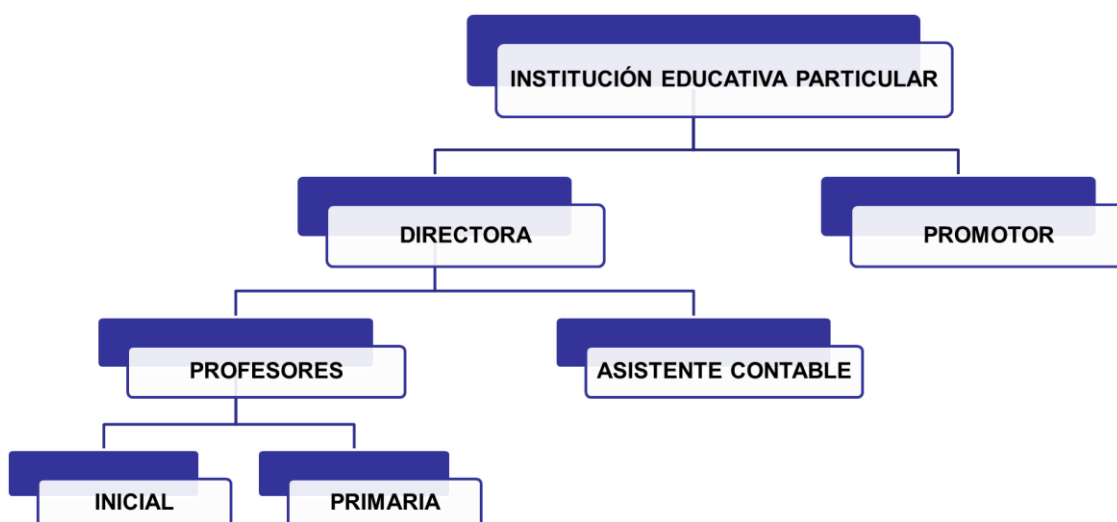 INSTITUCIÓN EDUCATIVA PARTICULAR
DIRECTORA
PROMOTOR
PROFESORES
ASISTENTE CONTABLE
INICIAL
PRIMARIA